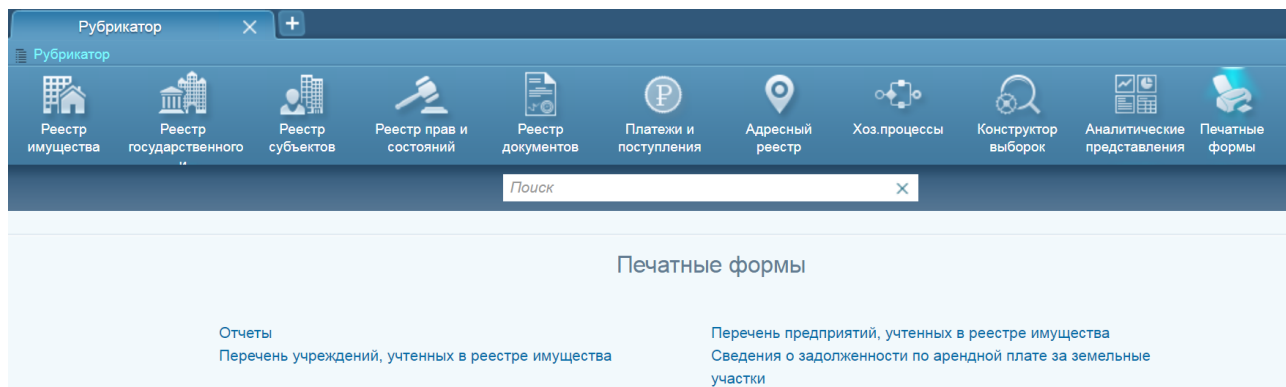 Рубрикатор
Рубрикатор
Реестр имущества
Реестр государственного и
Реестр субъектов
Реестр прав и состояний
Реестр документов
Платежи и поступления
Адресный реестр
Хоз.процессы
Конструктор выборок
Аналитические представления
Печатные формы
Поиск
Печатные формы
Отчеты
Перечень учреждений, учтенных в реестре имущества
Перечень предприятий, учтенных в реестре имущества
Сведения о задолженности по арендной плате за земельные
участки